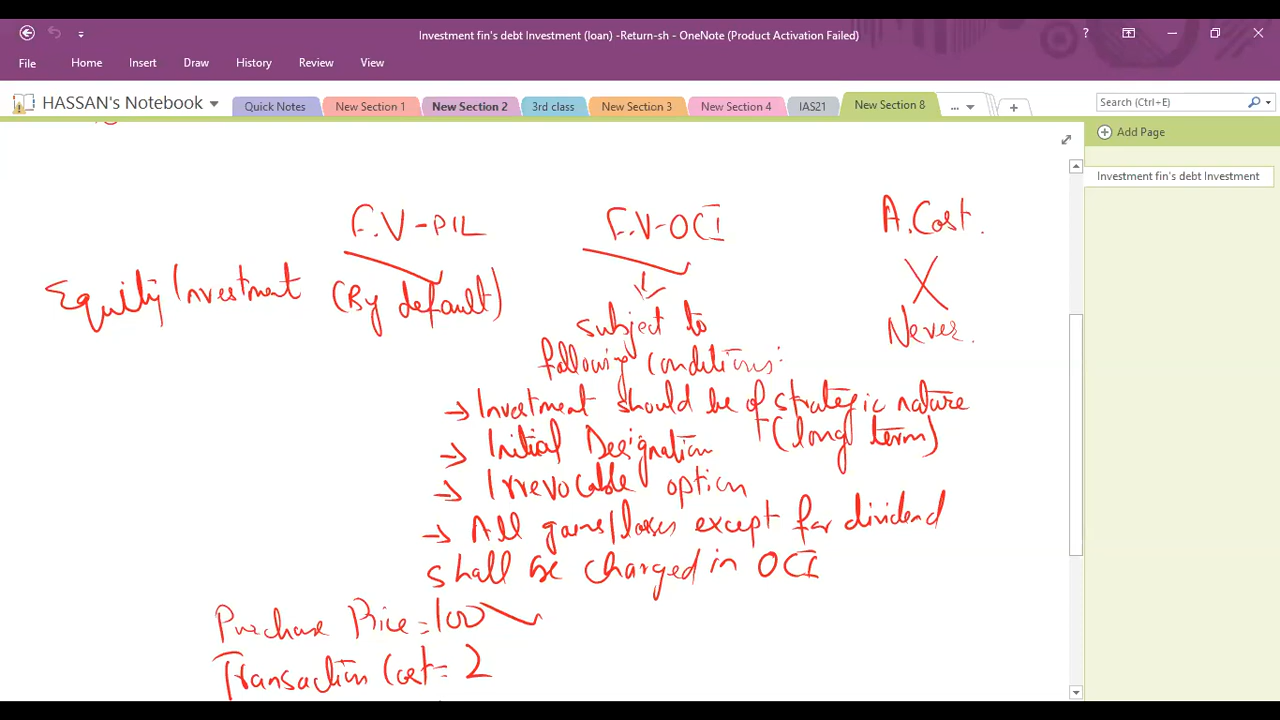 Investment fin's debt Investment (loan) -Return-sh - OneNote (Product Activation Failed)
?
File Home Insert Draw History Review View
HASSAN's Notebook Quick Notes New Section 1 New Section 2 3rd class New Section 3 New Section 4 IAS21 New Section 8 ... + Search (Ctrl+E)
Add Page
Investment fin's debt Investment
F.V-P/L F.V-OCI A.Cost.
Equity Investment (By default)
Never.
subject to
following conditions:
→ Investment should be of strategic nature
(long term)
→ Initial Designation
→ Irrevocable option
→ All gains/losses except for dividend
shall be charged in OCI
Purchase Price = 100
Transaction Cost = 2